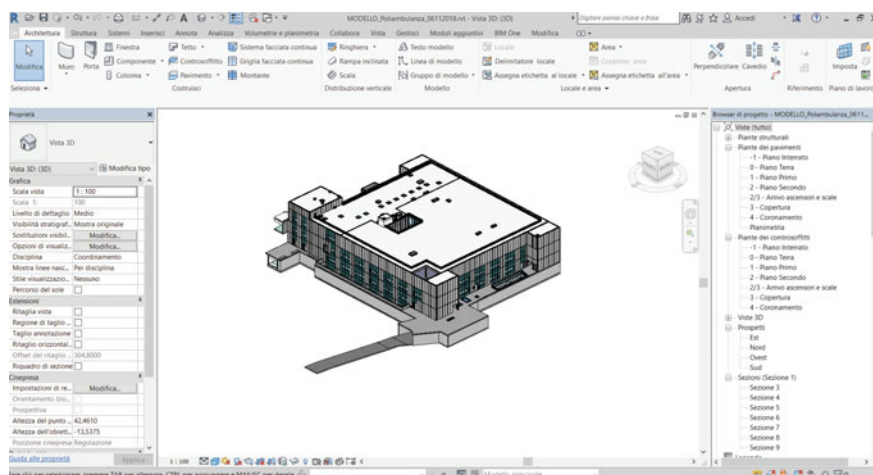 MODELLO_Poliambulanza_06112018.rvt - Vista 3D: {3D}
Digitare parola chiave o frase
Accedi
Architettura Struttura Sistemi Inserisci Annota Analizza Volumetrie e planimetria Collabora Vista Gestisci Moduli aggiuntivi BIM One Modifica
Modifica
Muro
Porta
Finestra
Componente
Colonna
Tetto
Controsoffitto
Pavimento
Sistema facciata continua
Griglia facciata continua
Montante
Ringhiera
Rampa inclinata
Scala
Testo modello
Linea di modello
Gruppo di modello
Locale
Delimitatore locale
Assegna etichetta al locale
Area
Contorno area
Assegna etichetta all'area
Perpendicolare
Cavedio
Imposta
Seleziona
Costruisci
Distribuzione verticale
Modello
Locale e area
Apertura
Riferimento
Piano di lavoro
Proprietà
Vista 3D
Vista 3D: {3D}
Modifica tipo
Grafica
Scala vista 1 : 100
Scala 1: 100
Livello di dettaglio Medio
Visibilità stratigraf... Mostra originale
Sostituzioni visibil... Modifica...
Opzioni di visualiz... Modifica...
Disciplina Coordinamento
Mostra linee nasc... Per disciplina
Stile visualizzazio... Nessuno
Percorso del sole
Estensioni
Ritaglia vista
Regione di taglio ...
Taglio annotazione
Ritaglio orizzontal...
Offset del ritaglio ... 304,8000
Riquadro di sezione
Cinepresa
Impostazioni di re... Modifica...
Orientamento blo...
Prospettiva
Altezza del punto ... 42,4610
Altezza dell'obiett... -13,5375
Posizione cinepresa Regolazione
Guida alle proprietà
Applica
1 : 100
Browser di progetto - MODELLO_Poliambulanza_0611...
Viste (tutto)
Piante strutturali
Piante dei pavimenti
-1 - Piano Interrato
0 - Piano Terra
1 - Piano Primo
2 - Piano Secondo
2/3 - Arrivo ascensori e scale
3 - Copertura
4 - Coronamento
Planimetria
Piante dei controsoffitti
-1 - Piano Interrato
0 - Piano Terra
1 - Piano Primo
2 - Piano Secondo
2/3 - Arrivo ascensori e scale
3 - Copertura
4 - Coronamento
Viste 3D
Prospetti
Est
Nord
Ovest
Sud
Sezioni (Sezione 1)
Sezione 3
Sezione 4
Sezione 5
Sezione 6
Sezione 7
Sezione 8
Sezione 9
Modello principale